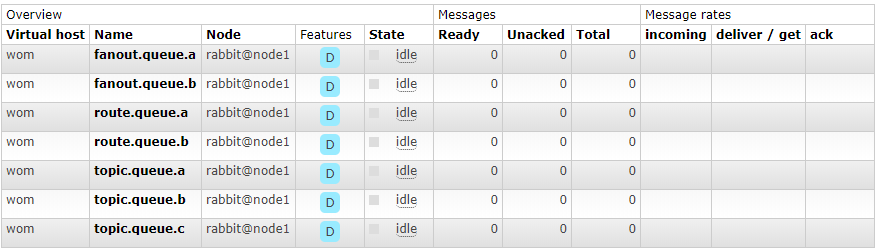 Overview Messages Message rates
Virtual host Name Node Features State Ready Unacked Total incoming deliver / get ack
wom fanout.queue.a rabbit@node1 D idle 0 0 0
wom fanout.queue.b rabbit@node1 D idle 0 0 0
wom route.queue.a rabbit@node1 D idle 0 0 0
wom route.queue.b rabbit@node1 D idle 0 0 0
wom topic.queue.a rabbit@node1 D idle 0 0 0
wom topic.queue.b rabbit@node1 D idle 0 0 0
wom topic.queue.c rabbit@node1 D idle 0 0 0